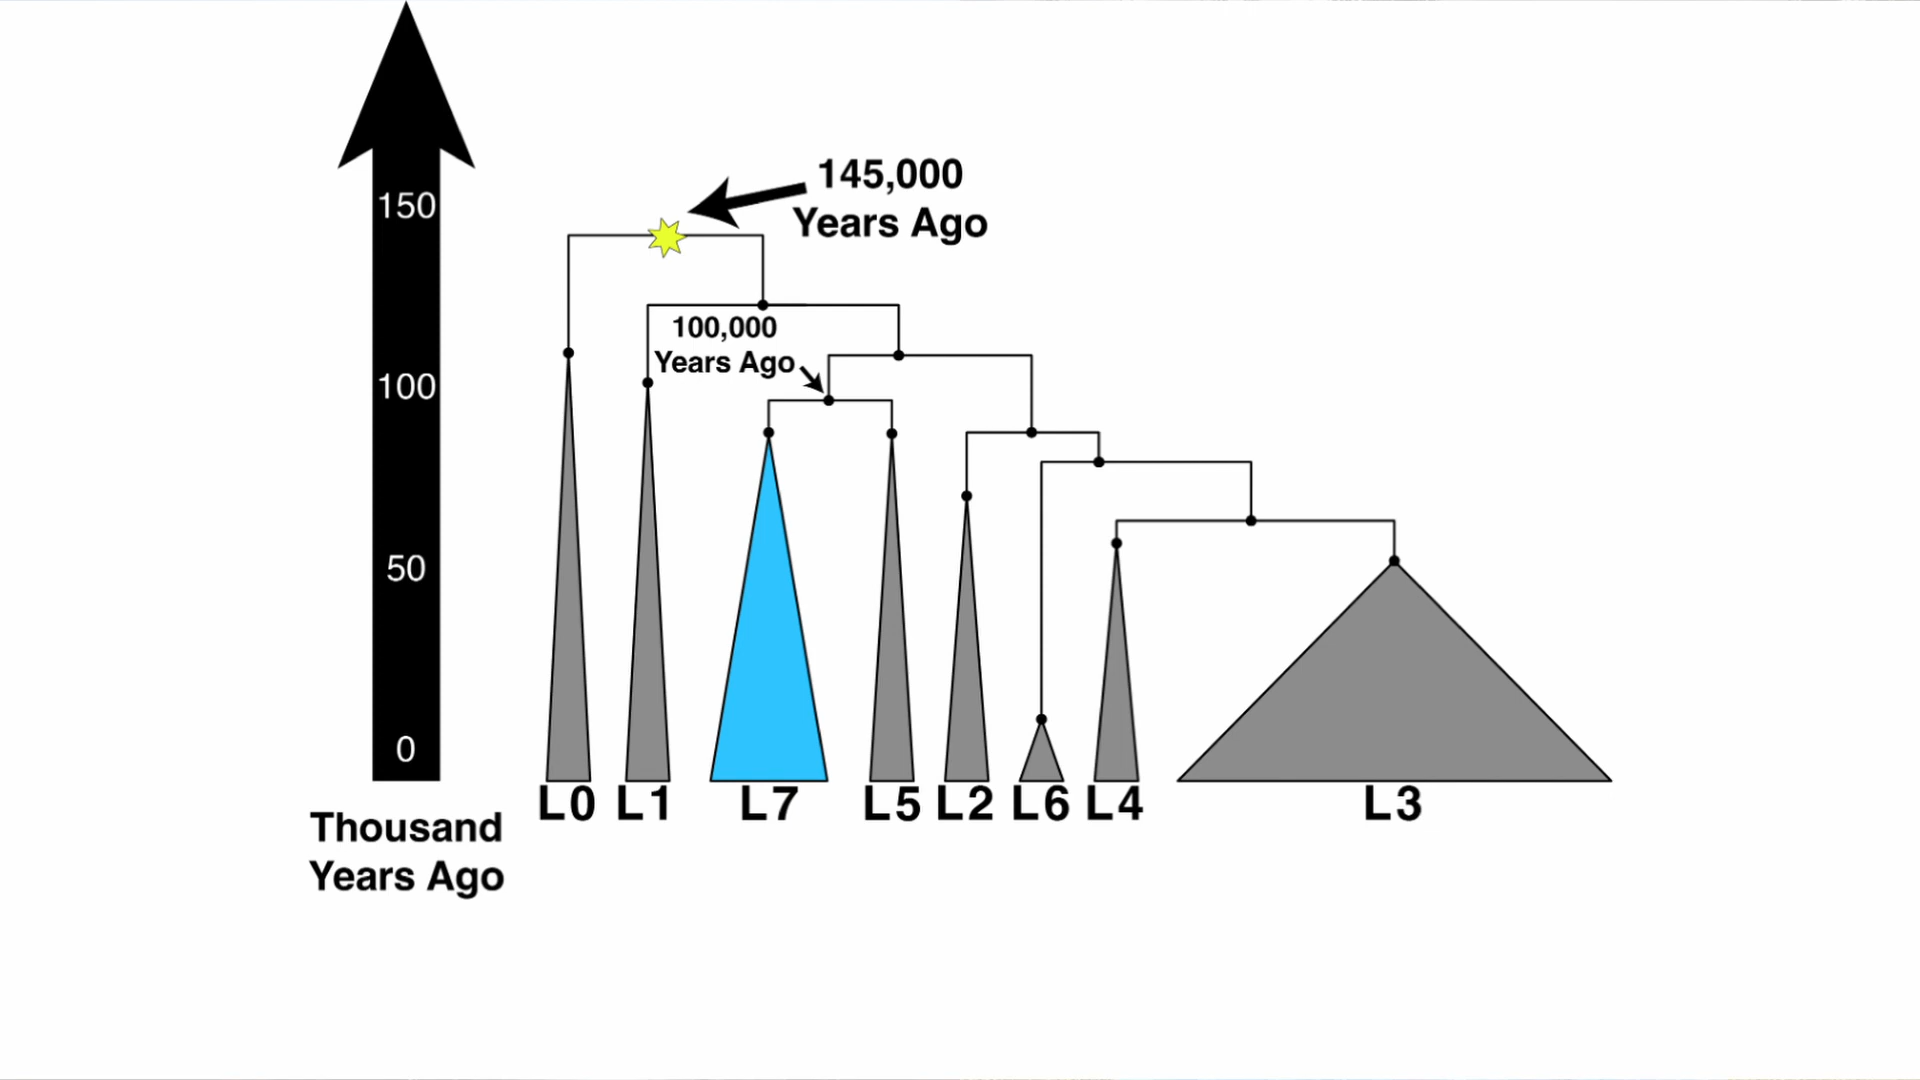 145,000
Years Ago
150
100,000
Years Ago
100
50
0
L0 L1 L7 L5 L2 L6 L4 L3
Thousand
Years Ago